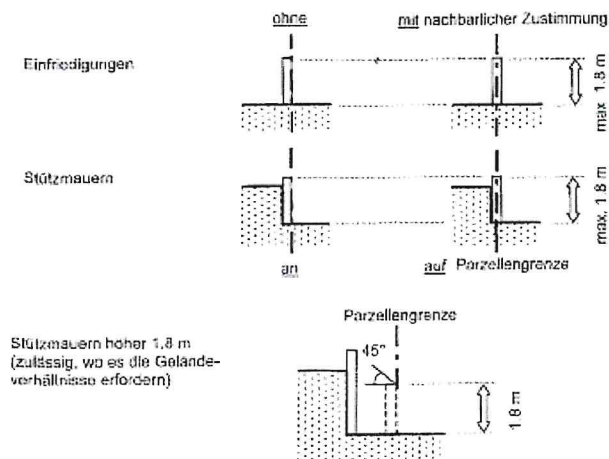 ohne
mit nachbarlicher Zustimmung
Einfriedigungen
max. 1.8 m
Stützmauern
max. 1.8 m
an
auf Parzellengrenze
Parzellengrenze
Stützmauern höher 1,8 m
(zulässig, wo es die Gelände-
verhältnisse erfordern)
45°
1.8 m